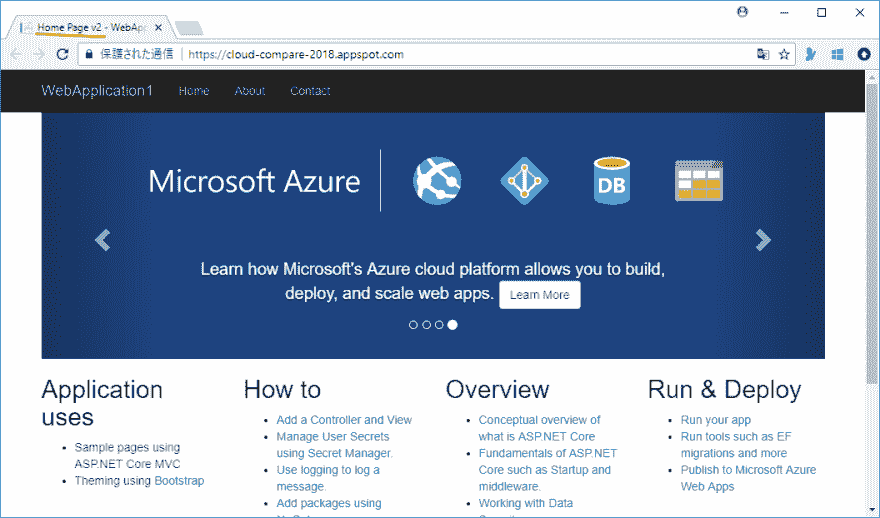 Home Page v2 - WebApp
保護された通信 https://cloud-compare-2018.appspot.com
WebApplication1 Home About Contact
Microsoft Azure
DB
Learn how Microsoft's Azure cloud platform allows you to build,
deploy, and scale web apps. Learn More
Application
uses
Sample pages using
ASP.NET Core MVC
Theming using Bootstrap
How to
Add a Controller and View
Manage User Secrets
using Secret Manager.
Use logging to log a
message.
Add packages using
Overview
Conceptual overview of
what is ASP.NET Core
Fundamentals of ASP.NET
Core such as Startup and
middleware.
Working with Data
Run & Deploy
Run your app
Run tools such as EF
migrations and more
Publish to Microsoft Azure
Web Apps